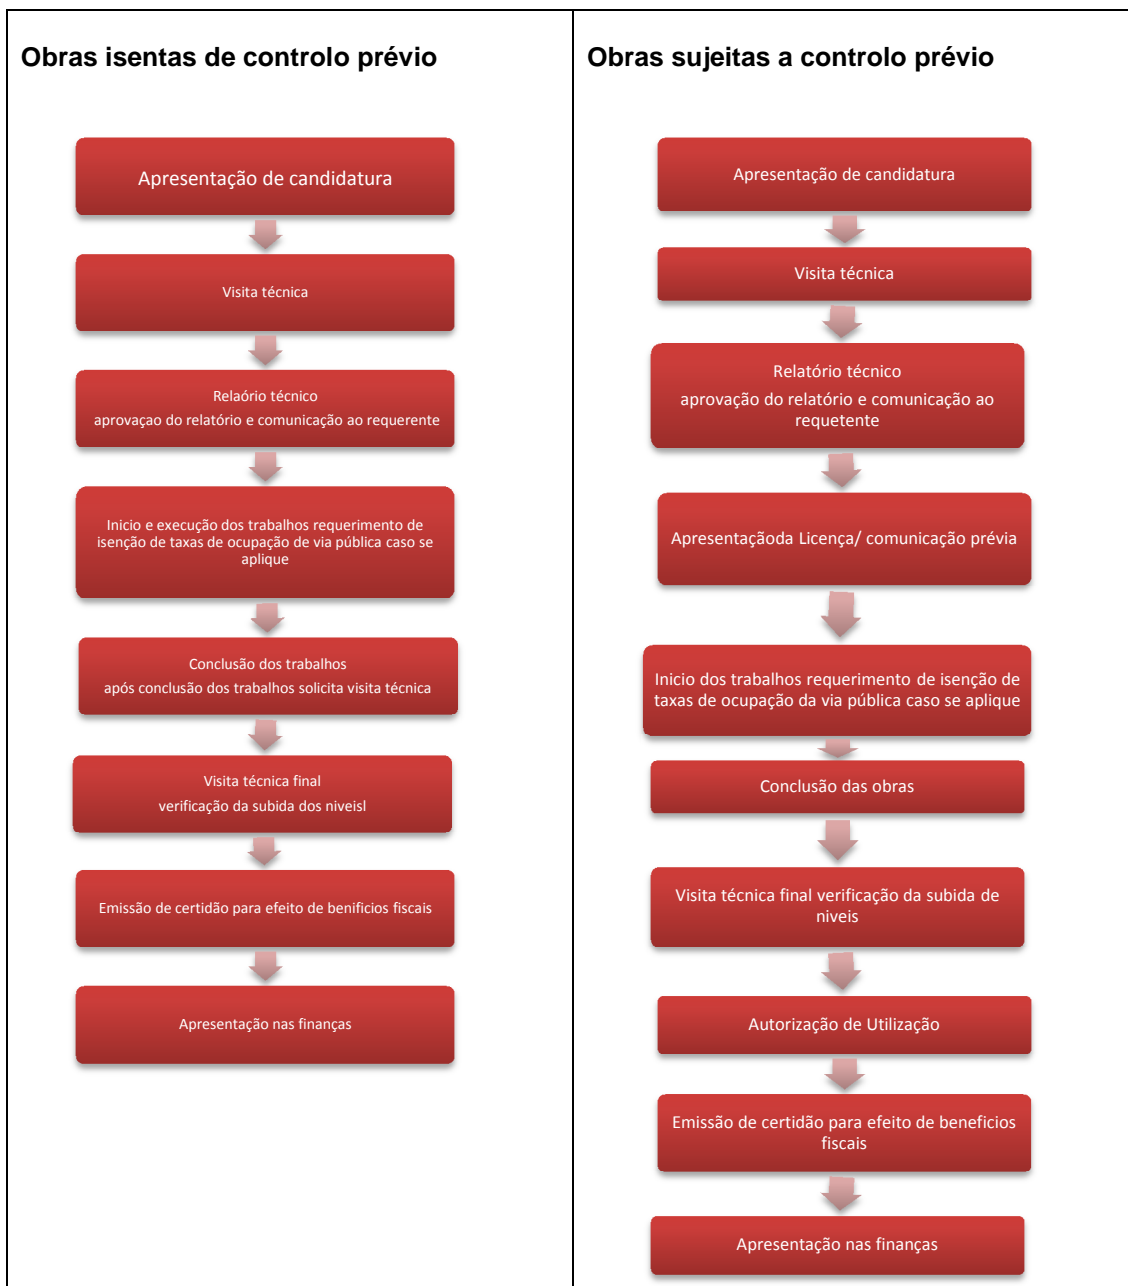 Obras isentas de controlo prévio
Apresentação de candidatura
Visita técnica
Relaório técnico
aprovaçao do relatório e comunicação ao requerente
Inicio e execução dos trabalhos requerimento de
isenção de taxas de ocupação de via pública caso se
aplique
Conclusão dos trabalhos
após conclusão dos trabalhos solicita visita técnica
Visita técnica final
verificação da subida dos niveisl
Emissão de certidão para efeito de benificios fiscais
Apresentação nas finanças
Obras sujeitas a controlo prévio
Apresentação de candidatura
Visita técnica
Relatório técnico
aprovação do relatório e comunicação ao
requetente
Apresentaçãoda Licença/ comunicação prévia
Inicio dos trabalhos requerimento de isenção de
taxas de ocupação da via pública caso se aplique
Conclusão das obras
Visita técnica final verificação da subida de
niveis
Autorização de Utilização
Emissão de certidão para efeito de beneficios
fiscais
Apresentação nas finanças